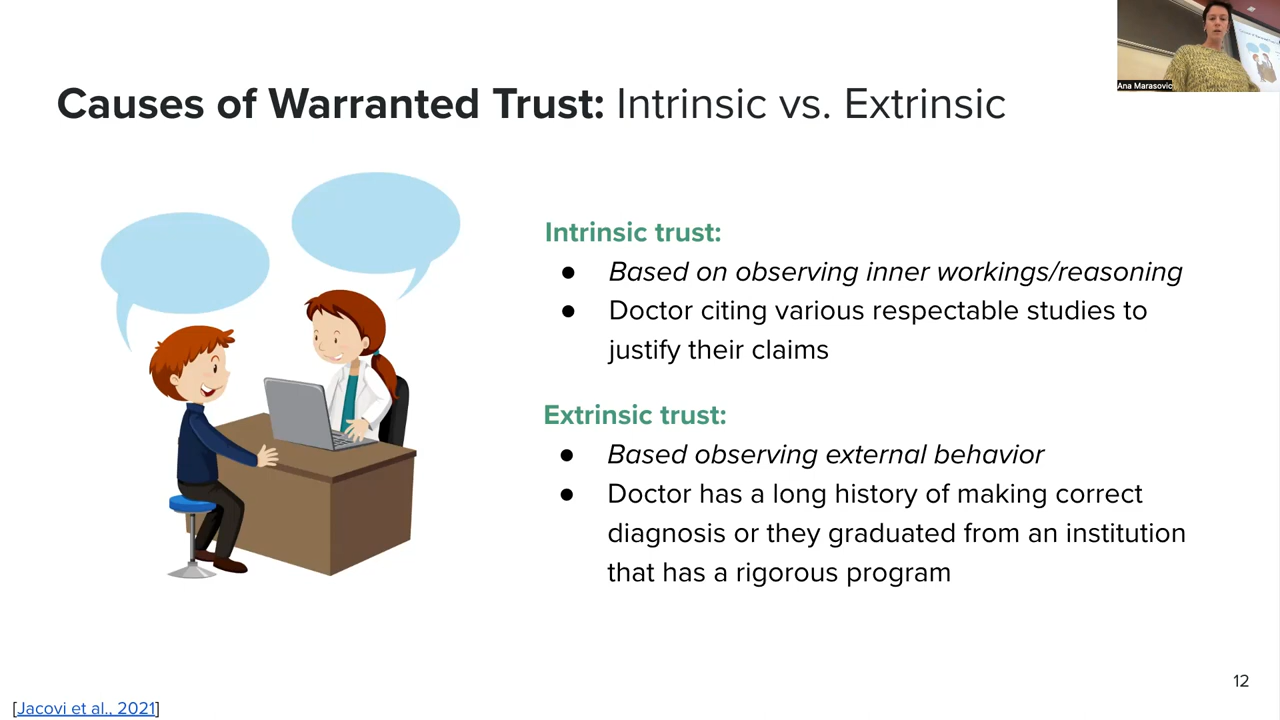 Ana Marasovic
Causes of Warranted Trust: Intrinsic vs. Extrinsic
Intrinsic trust:
● Based on observing inner workings/reasoning
● Doctor citing various respectable studies to
justify their claims
Extrinsic trust:
● Based observing external behavior
● Doctor has a long history of making correct
diagnosis or they graduated from an institution
that has a rigorous program
12
[Jacovi et al., 2021]